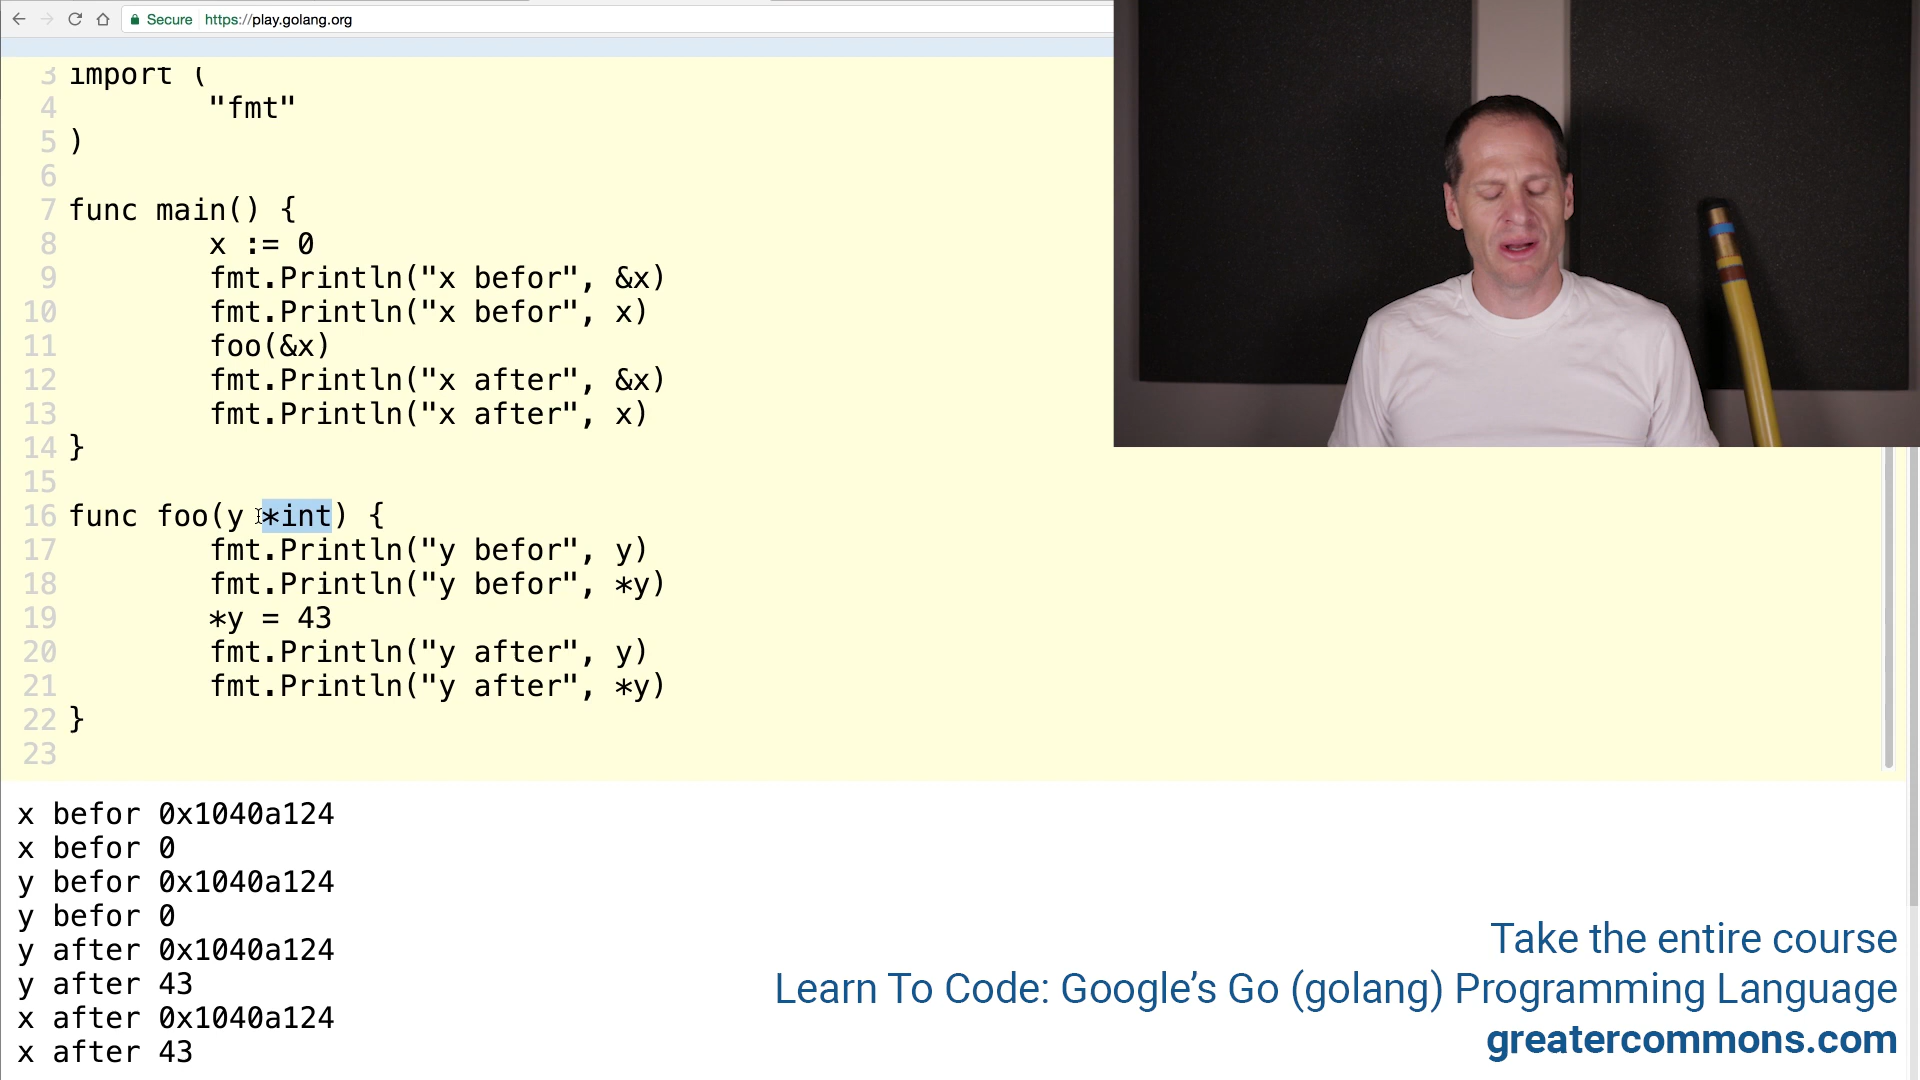 Secure https://play.golang.org
3 import (
4 "fmt"
5 )
6
7 func main() {
8 x := 0
9 fmt.Println("x befor", &x)
10 fmt.Println("x befor", x)
11 foo(&x)
12 fmt.Println("x after", &x)
13 fmt.Println("x after", x)
14 }
15
16 func foo(y *int) {
17 fmt.Println("y befor", y)
18 fmt.Println("y befor", *y)
19 *y = 43
20 fmt.Println("y after", y)
21 fmt.Println("y after", *y)
22 }
23
x befor 0x1040a124
x befor 0
y befor 0x1040a124
y befor 0
y after 0x1040a124
y after 43
x after 0x1040a124
x after 43
Take the entire course
Learn To Code: Google’s Go (golang) Programming Language
greatercommons.com